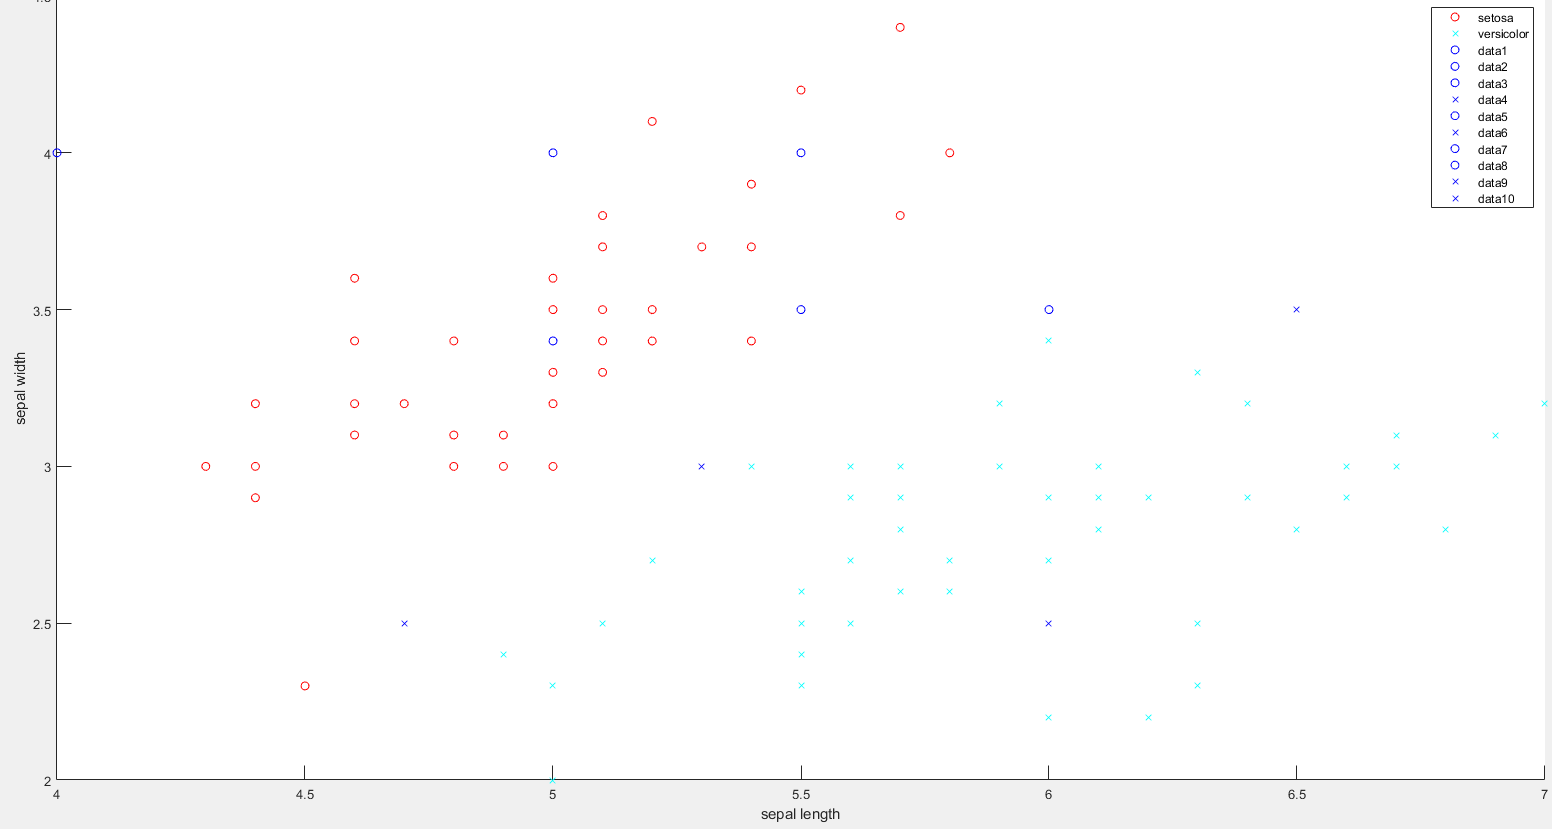 setosa
versicolor
data1
data2
data3
data4
data5
data6
data7
data8
data9
data10
4
3.5
3
2.5
2
sepal width
4
4.5
5
5.5
6
6.5
7
sepal length